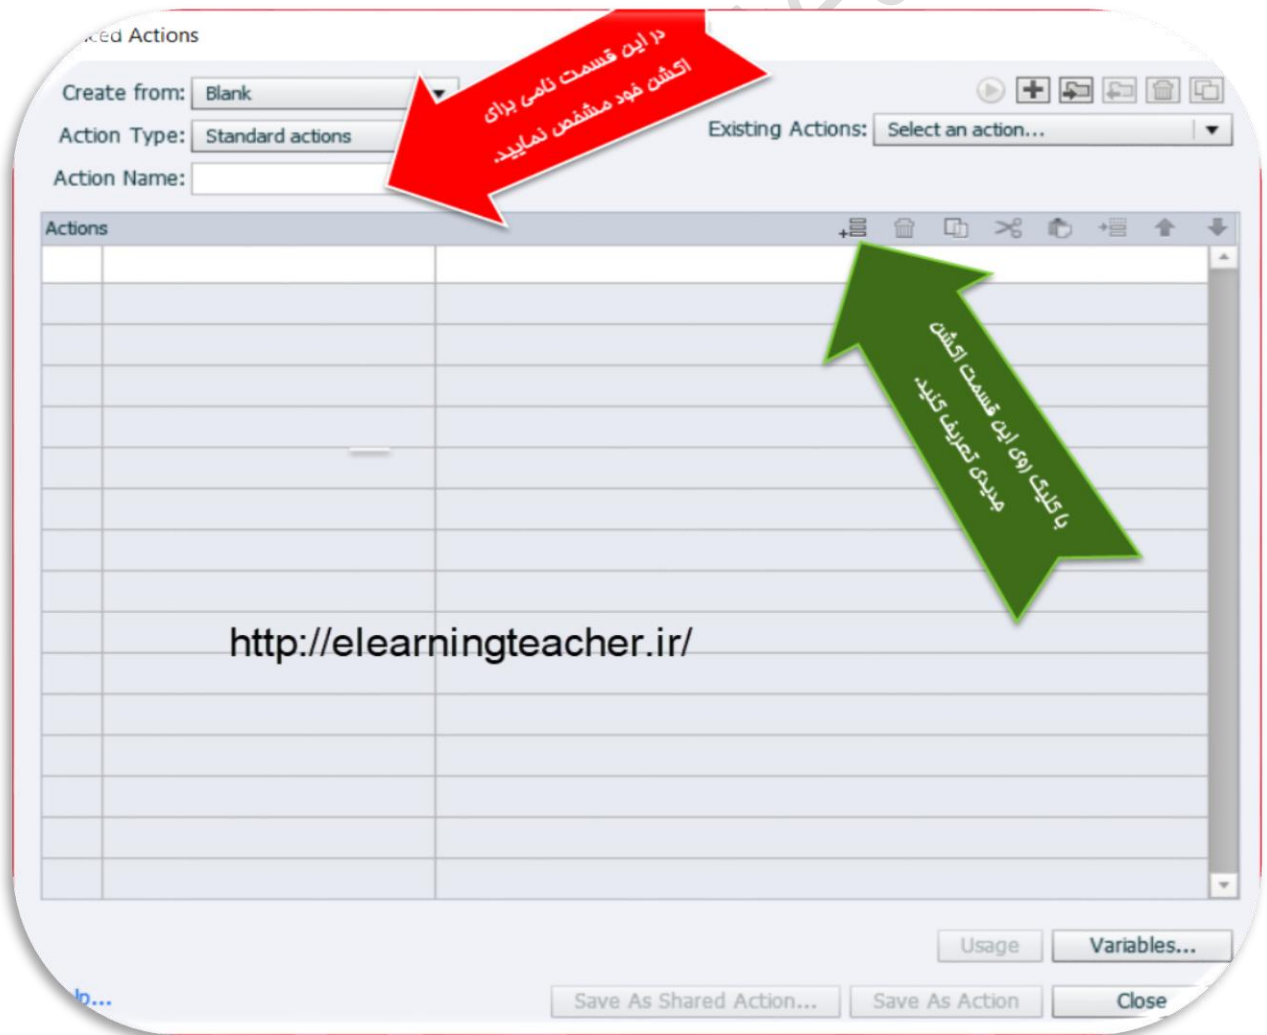 ced Actions
در این قسمت نامی برای
اکشن خود مشخص نمایید.
Create from: Blank
Action Type: Standard actions
Existing Actions: Select an action...
Action Name:
Actions
با کلیک روی این قسمت اکشن
جدیدی تعریف کنید.
http://elearningteacher.ir/
Usage
Variables...
lp...
Save As Shared Action...
Save As Action
Close